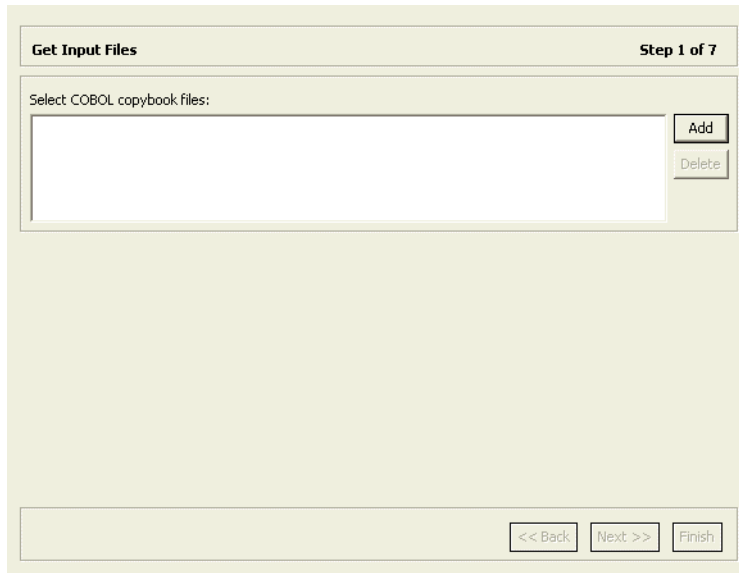 Get Input Files Step 1 of 7
Select COBOL copybook files:
Add
Delete
<< Back Next >> Finish